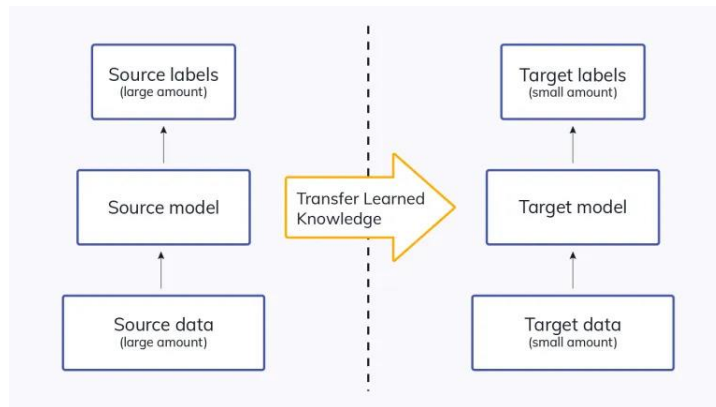 Source labels
(large amount)
Target labels
(small amount)
Source model
Transfer Learned
Knowledge
Target model
Source data
(large amount)
Target data
(small amount)